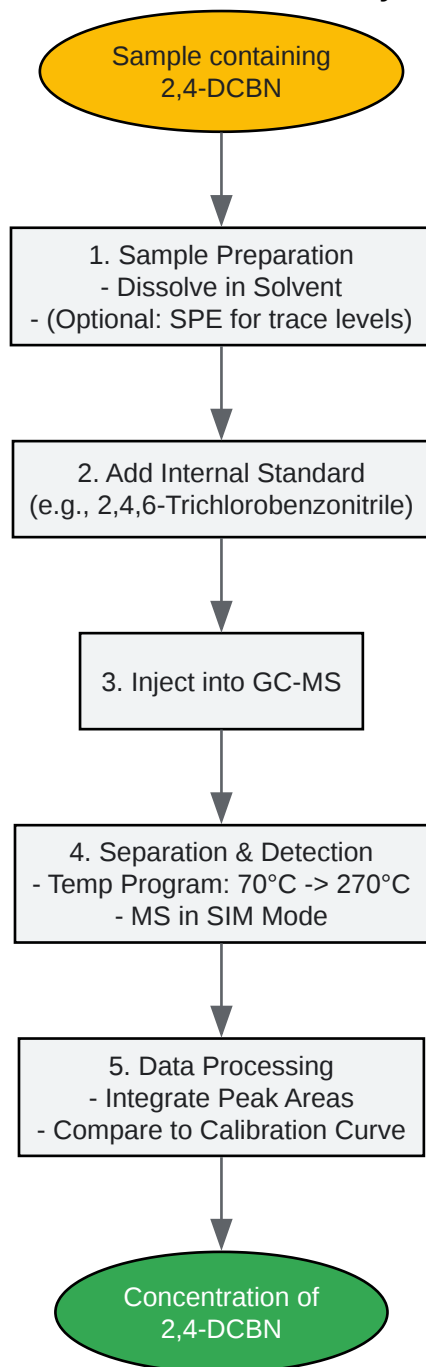 Sample containing
2,4-DCBN
1. Sample Preparation
- Dissolve in Solvent
- (Optional: SPE for trace levels)
2. Add Internal Standard
(e.g., 2,4,6-Trichlorobenzonitrile)
3. Inject into GC-MS
4. Separation & Detection
- Temp Program: 70°C -> 270°C
- MS in SIM Mode
5. Data Processing
- Integrate Peak Areas
- Compare to Calibration Curve
Concentration of
2,4-DCBN